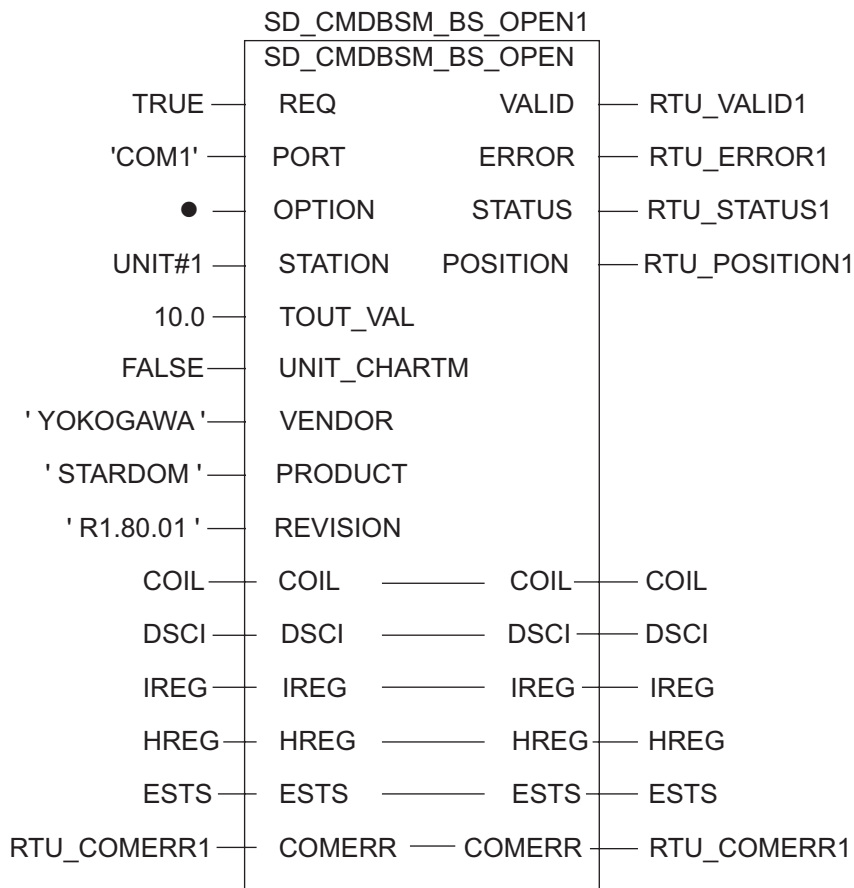 SD_CMDBSM_BS_OPEN1
SD_CMDBSM_BS_OPEN
TRUE REQ VALID RTU_VALID1
'COM1' PORT ERROR RTU_ERROR1
OPTION STATUS RTU_STATUS1
UNIT#1 STATION POSITION RTU_POSITION1
10.0 TOUT_VAL
FALSE UNIT_CHARTM
' YOKOGAWA ' VENDOR
' STARDOM ' PRODUCT
' R1.80.01 ' REVISION
COIL COIL COIL COIL
DSCI DSCI DSCI DSCI
IREG IREG IREG IREG
HREG HREG HREG HREG
ESTS ESTS ESTS ESTS
RTU_COMERR1 COMERR COMERR RTU_COMERR1